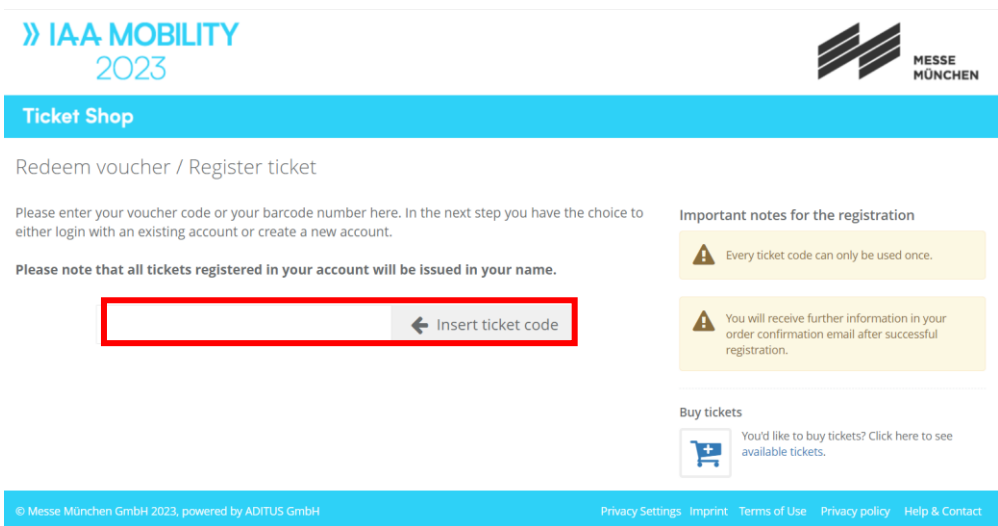 IAA MOBILITY
2023
MESSE
MÜNCHEN
Ticket Shop
Redeem voucher / Register ticket
Please enter your voucher code or your barcode number here. In the next step you have the choice to
either login with an existing account or create a new account.
Please note that all tickets registered in your account will be issued in your name.
Insert ticket code
Important notes for the registration
Every ticket code can only be used once.
You will receive further information in your
order confirmation email after successful
registration.
Buy tickets
You'd like to buy tickets? Click here to see
available tickets.
© Messe München GmbH 2023, powered by ADITUS GmbH
Privacy Settings Imprint Terms of Use Privacy policy Help & Contact